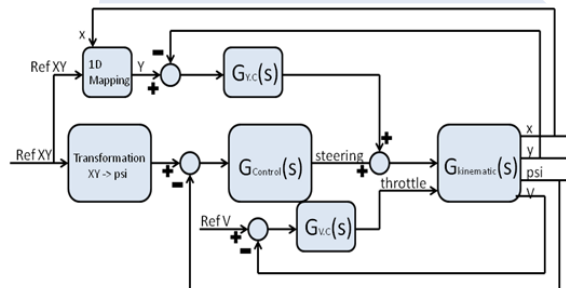 x
Ref XY
1D
Mapping
Y
−
+
GY.C(s)
Ref XY
Transformation
XY -> psi
+
−
GControl(s)
steering
+
+
Gkinematic(s)
x
y
psi
V
throttle
Ref V
+
−
GV.C(s)